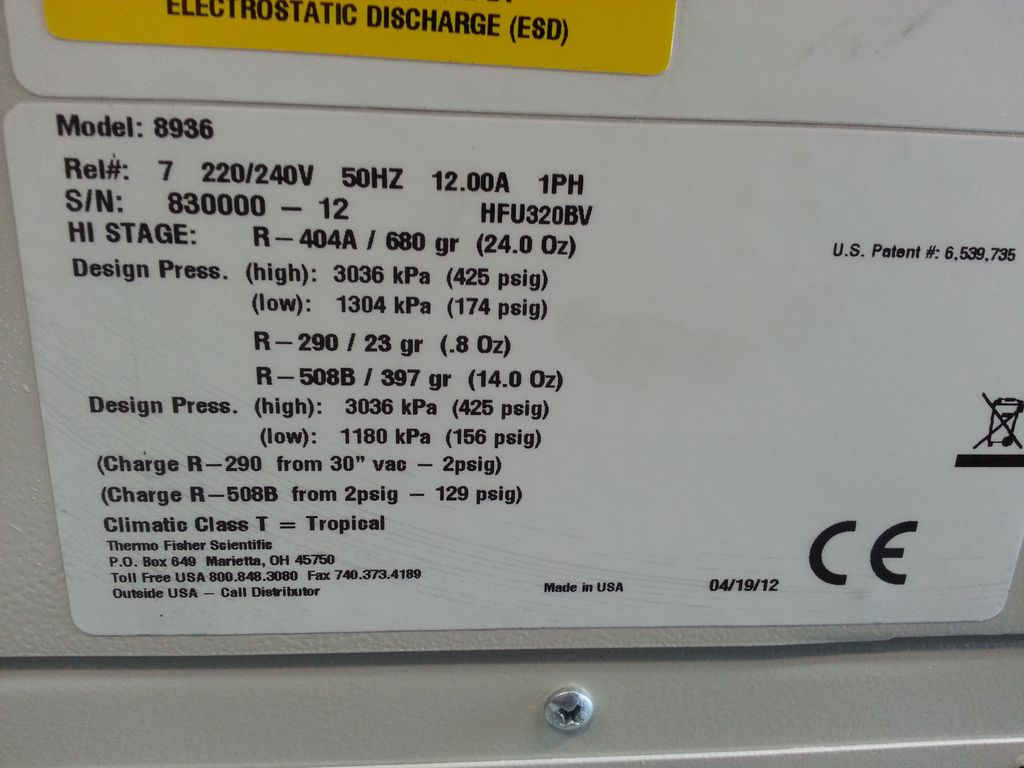 ELECTROSTATIC DISCHARGE (ESD)
Model: 8936
Rel#: 7 220/240V 50HZ 12.00A 1PH
S/N: 830000 – 12 HFU320BV
HI STAGE: R–404A / 680 gr (24.0 Oz)
U.S. Patent #: 6,539,735
Design Press. (high): 3036 kPa (425 psig)
(low): 1304 kPa (174 psig)
R–290 / 23 gr (.8 Oz)
R–508B / 397 gr (14.0 Oz)
Design Press. (high): 3036 kPa (425 psig)
(low): 1180 kPa (156 psig)
(Charge R–290 from 30" vac – 2psig)
(Charge R–508B from 2psig – 129 psig)
Climatic Class T = Tropical
Thermo Fisher Scientific
P.O. Box 649 Marietta, OH 45750
Toll Free USA 800.848.3080 Fax 740.373.4189
Outside USA – Call Distributor
Made in USA
04/19/12
CE